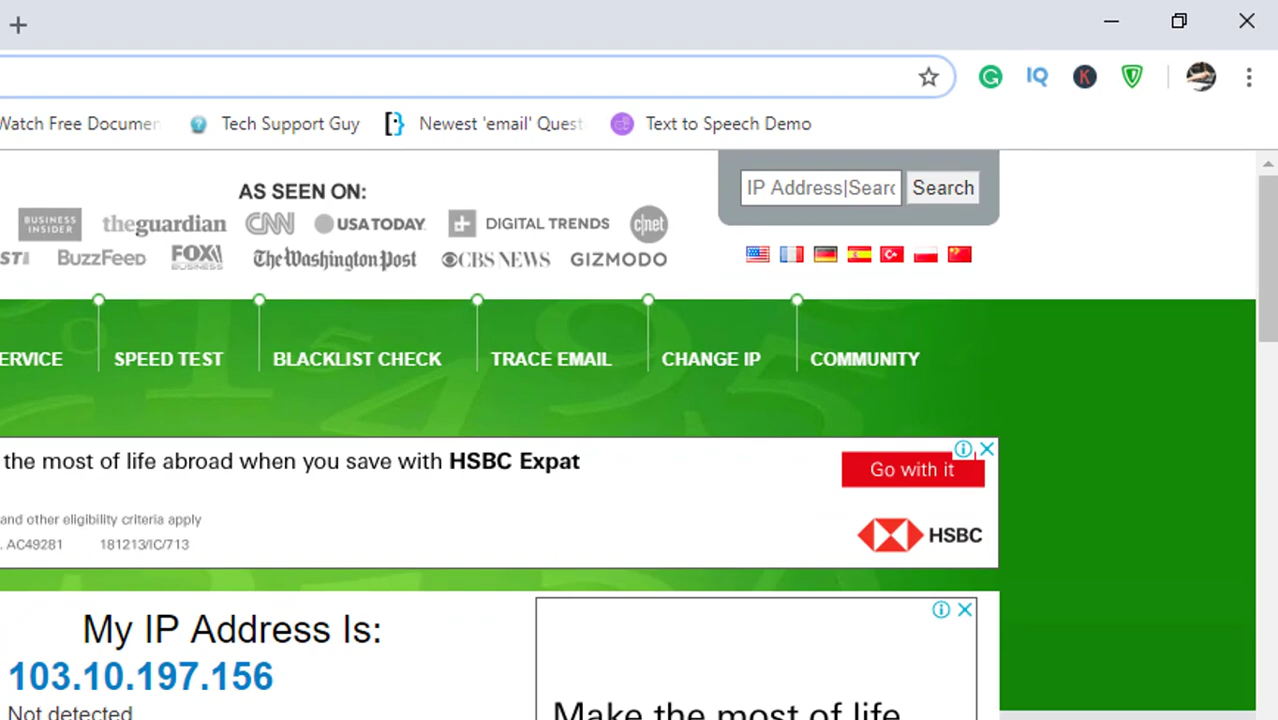 Watch Free Documen Tech Support Guy Newest 'email' Quest Text to Speech Demo
AS SEEN ON:
IP Address|Searc Search
BUSINESS INSIDER theguardian CNN USA TODAY DIGITAL TRENDS c|net
BuzzFeed FOX BUSINESS The Washington Post CBS NEWS GIZMODO
ERVICE SPEED TEST BLACKLIST CHECK TRACE EMAIL CHANGE IP COMMUNITY
the most of life abroad when you save with HSBC Expat
Go with it
and other eligibility criteria apply
. AC49281 181213/IC/713
HSBC
My IP Address Is:
103.10.197.156
Not detected
Make the most of life